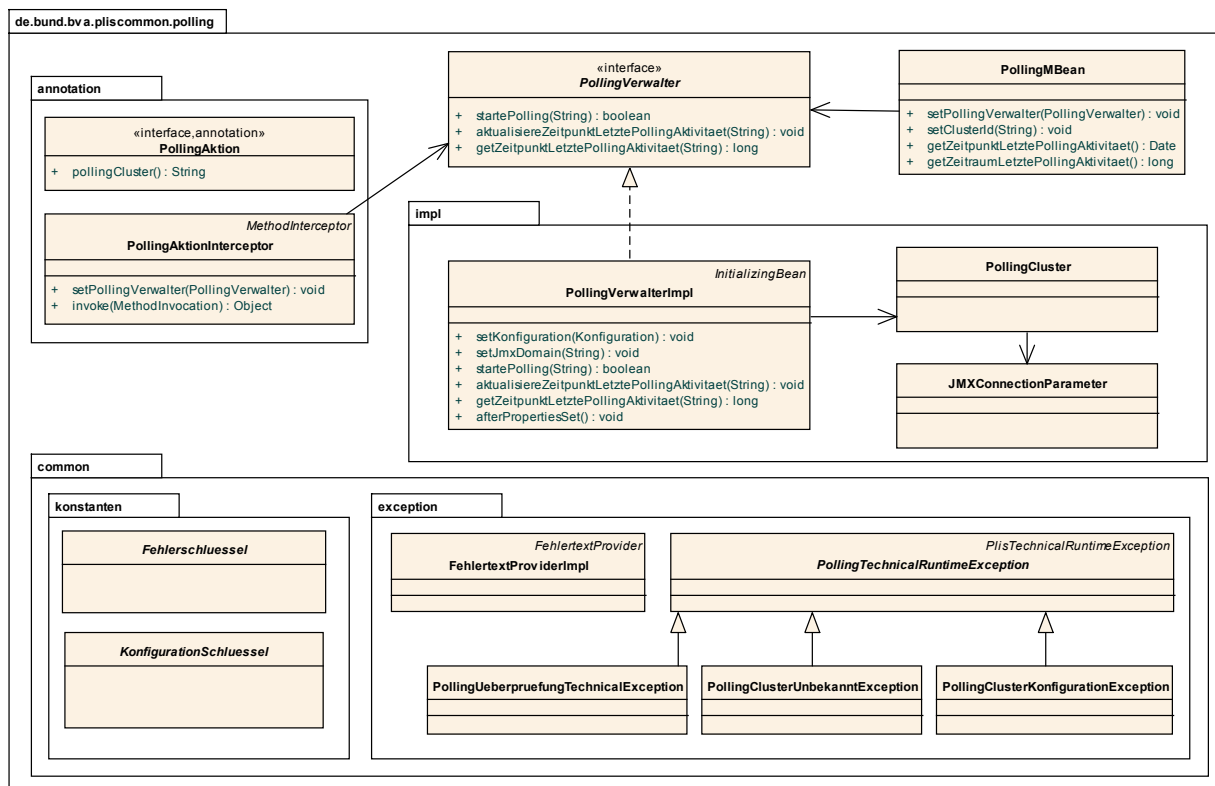 de.bund.bva.pliscommon.polling
annotation
«interface,annotation»
PollingAktion
+ pollingCluster() : String
MethodInterceptor
PollingAktionInterceptor
+ setPollingVerwalter(PollingVerwalter) : void
+ invoke(MethodInvocation) : Object
«interface»
PollingVerwalter
+ startePolling(String) : boolean
+ aktualisiereZeitpunktLetztePollingAktivitaet(String) : void
+ getZeitpunktLetztePollingAktivitaet(String) : long
PollingMBean
+ setPollingVerwalter(PollingVerwalter) : void
+ setClusterId(String) : void
+ getZeitpunktLetztePollingAktivitaet() : Date
+ getZeitraumLetztePollingAktivitaet() : long
impl
InitializingBean
PollingVerwalterImpl
+ setKonfiguration(Konfiguration) : void
+ setJmxDomain(String) : void
+ startePolling(String) : boolean
+ aktualisiereZeitpunktLetztePollingAktivitaet(String) : void
+ getZeitpunktLetztePollingAktivitaet(String) : long
+ afterPropertiesSet() : void
PollingCluster
JMXConnectionParameter
common
konstanten
Fehlerschluessel
KonfigurationSchluessel
exception
FehlertextProvider
FehlertextProviderImpl
PlisTechnicalRuntimeException
PollingTechnicalRuntimeException
PollingUeberpruefungTechnicalException
PollingClusterUnbekanntException
PollingClusterKonfigurationException